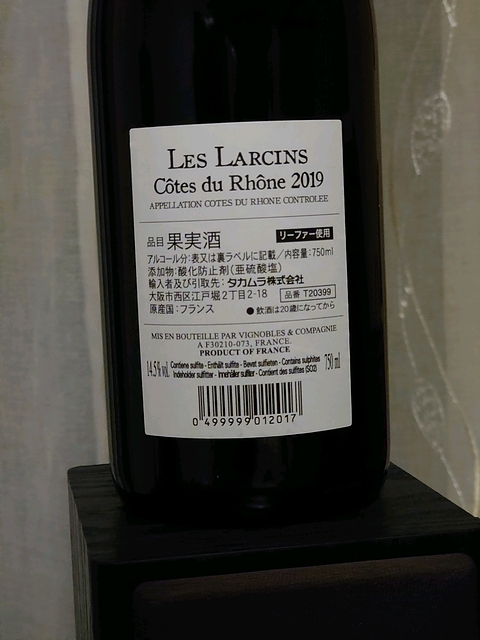 LES LARCINS
Côtes du Rhône 2019
APPELLATION COTES DU RHONE CONTROLEE
品目 果実酒 リーファー使用
アルコール分:表又は裏ラベルに記載/内容量:750ml
添加物:酸化防止剤(亜硫酸塩)
輸入者及び引取先:タカムラ株式会社
大阪市西区江戸堀2丁目2-18 品番 T20399
原産国:フランス ●飲酒は20歳になってから
MIS EN BOUTEILLE PAR VIGNOBLES & COMPAGNIE
A F30210-073, FRANCE.
PRODUCT OF FRANCE
14.5% vol. Contiene sulfite - Enthält sulfite - Bevat sulfieten - Contains sulphites 750 ml
Indeholder sulfitter - Innehåller sulfiter - Contient des sulfites (SO2)
0 499999 012017